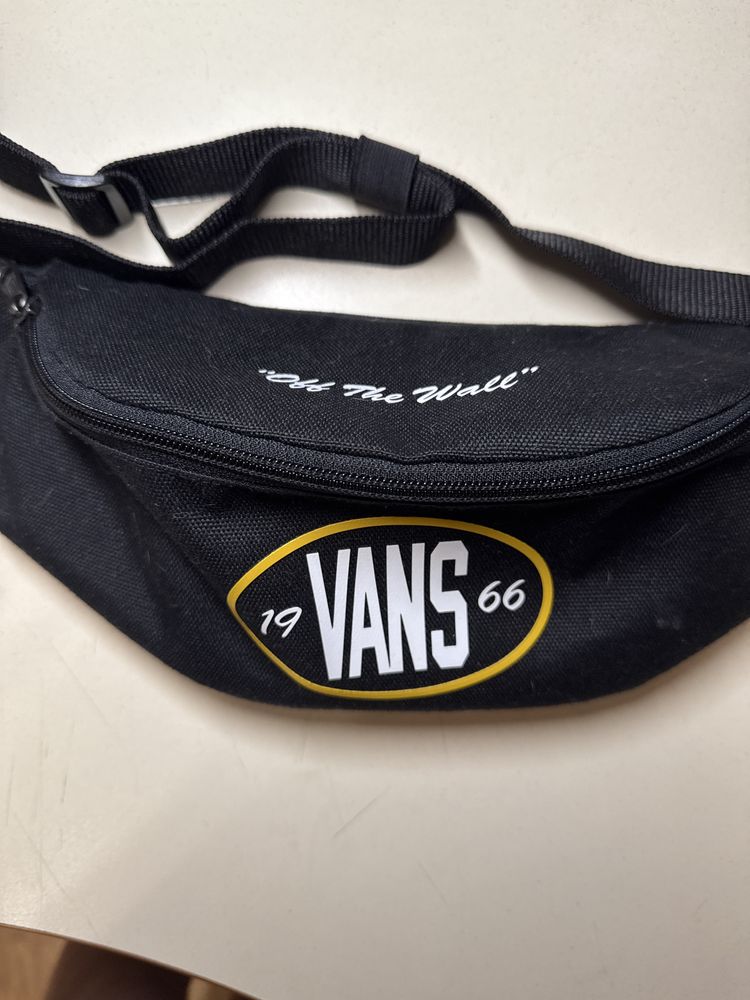 "Off The Wall"
19 VANS 66